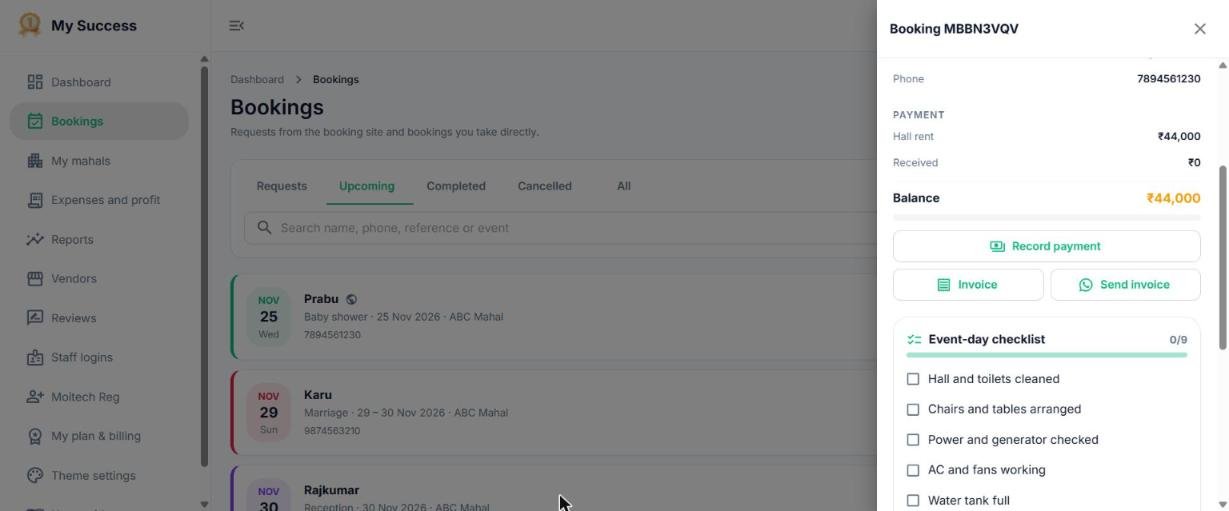 My Success
Dashboard
Bookings
My mahals
Expenses and profit
Reports
Vendors
Reviews
Staff logins
Moitech Reg
My plan & billing
Theme settings
Dashboard > Bookings
Bookings
Requests from the booking site and bookings you take directly.
Requests Upcoming Completed Cancelled All
Search name, phone, reference or event
NOV
25
Wed
Prabu
Baby shower · 25 Nov 2026 · ABC Mahal
7894561230
NOV
29
Sun
Karu
Marriage · 29 – 30 Nov 2026 · ABC Mahal
9874563210
NOV
30
Rajkumar
Reception · 30 Nov 2026 · ABC Mahal
Booking MBBN3VQV
Phone 7894561230
PAYMENT
Hall rent ₹44,000
Received ₹0
Balance ₹44,000
Record payment
Invoice Send invoice
Event-day checklist 0/9
Hall and toilets cleaned
Chairs and tables arranged
Power and generator checked
AC and fans working
Water tank full